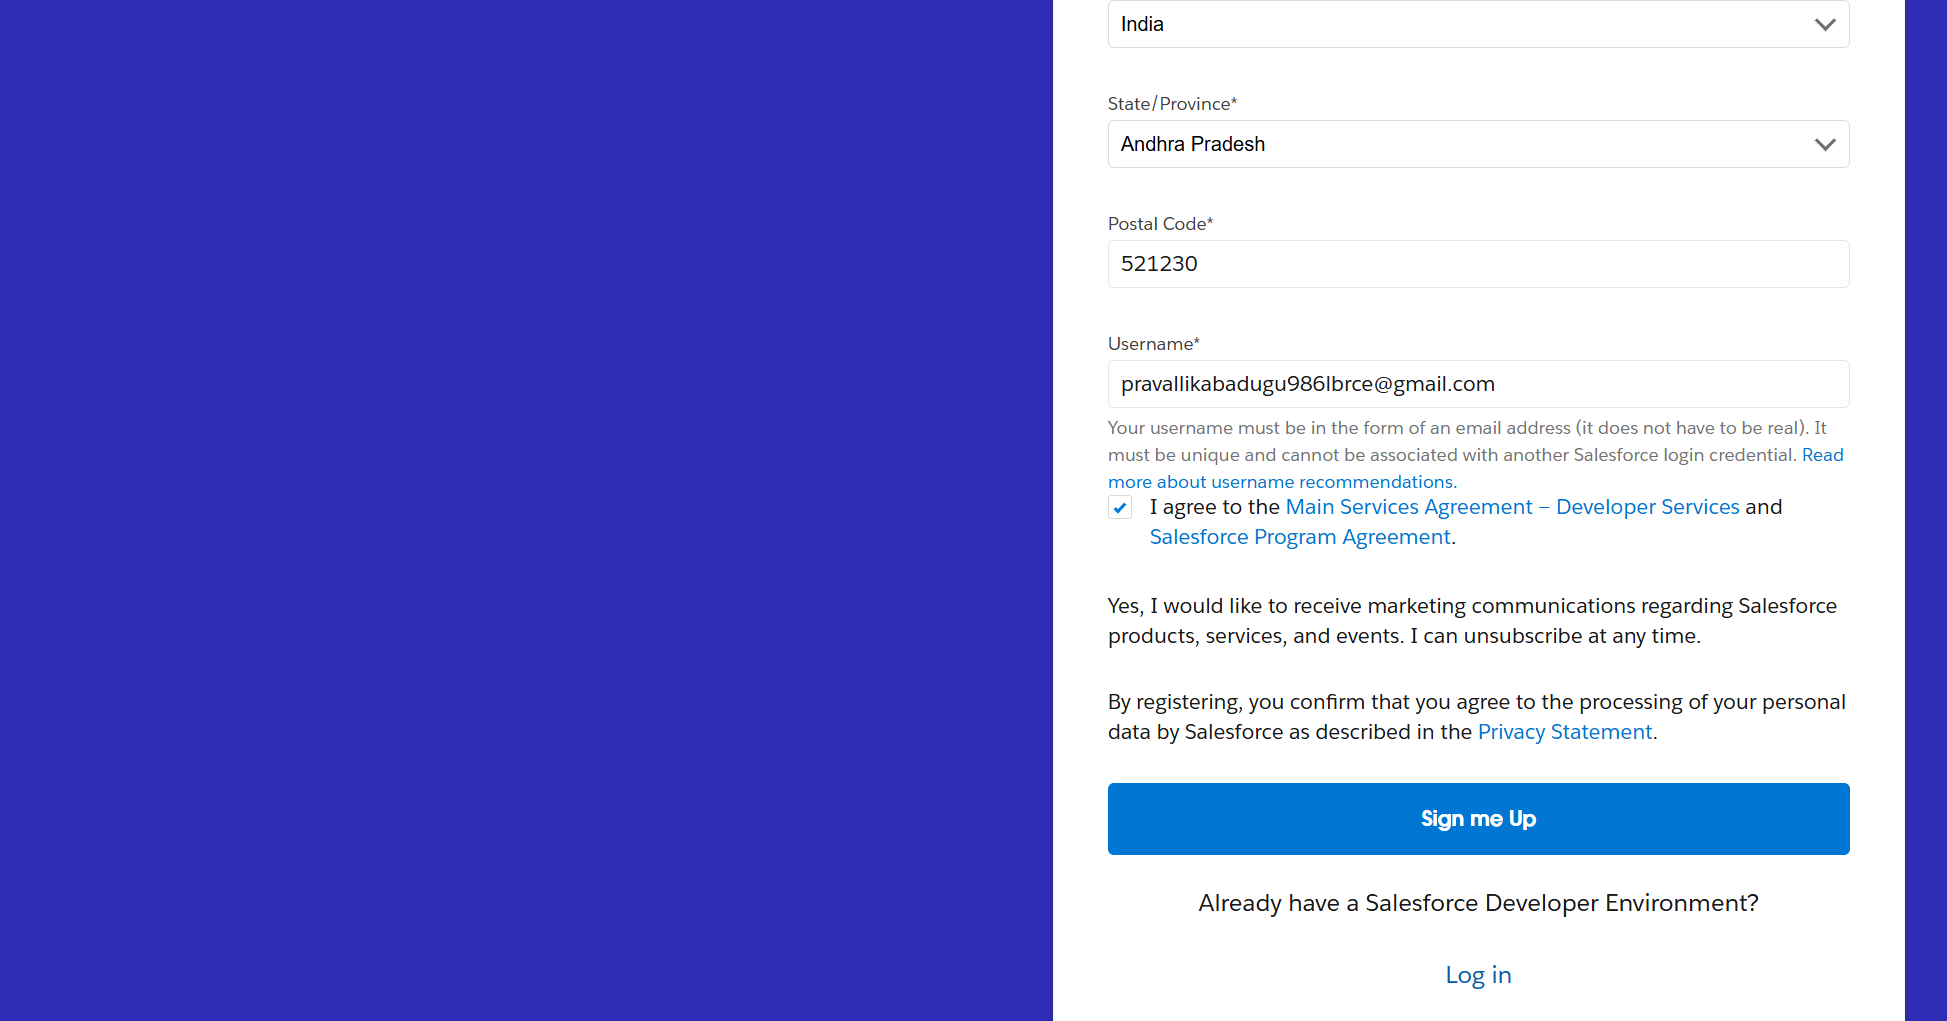 India
State/Province*
Andhra Pradesh
Postal Code*
521230
Username*
pravallikabadugu986lbrce@gmail.com
Your username must be in the form of an email address (it does not have to be real). It
must be unique and cannot be associated with another Salesforce login credential. Read
more about username recommendations.
I agree to the Main Services Agreement – Developer Services and
Salesforce Program Agreement.
Yes, I would like to receive marketing communications regarding Salesforce
products, services, and events. I can unsubscribe at any time.
By registering, you confirm that you agree to the processing of your personal
data by Salesforce as described in the Privacy Statement.
Sign me Up
Already have a Salesforce Developer Environment?
Log in